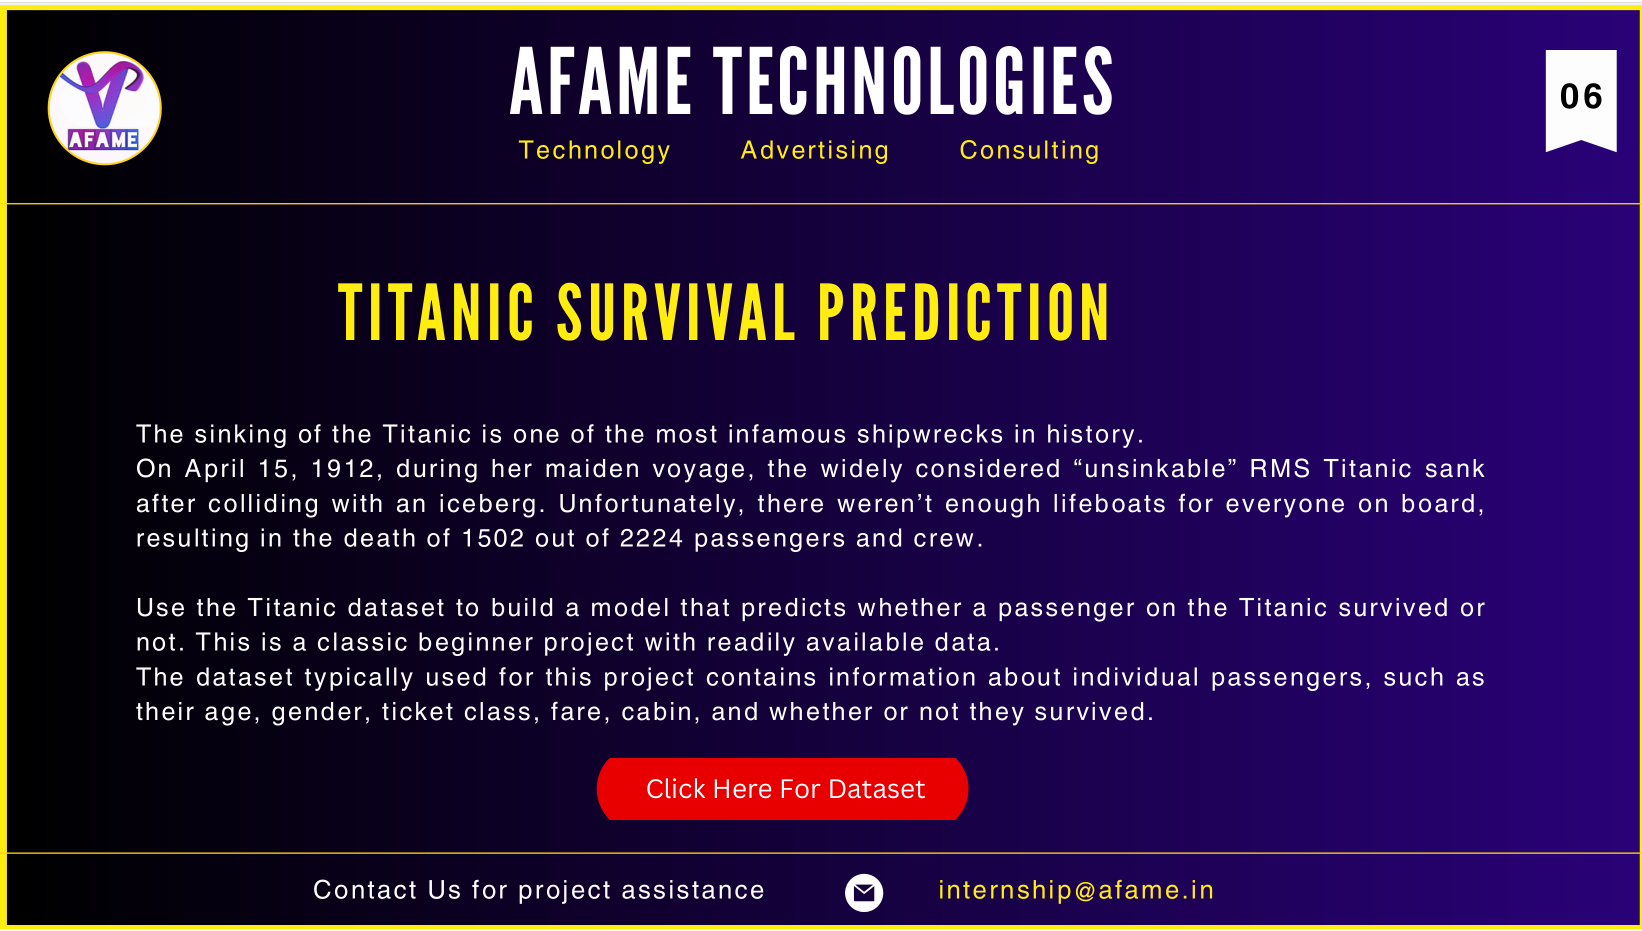 AFAME
AFAME TECHNOLOGIES
Technology Advertising Consulting
06
TITANIC SURVIVAL PREDICTION
The sinking of the Titanic is one of the most infamous shipwrecks in history.
On April 15, 1912, during her maiden voyage, the widely considered “unsinkable” RMS Titanic sank
after colliding with an iceberg. Unfortunately, there weren’t enough lifeboats for everyone on board,
resulting in the death of 1502 out of 2224 passengers and crew.
Use the Titanic dataset to build a model that predicts whether a passenger on the Titanic survived or
not. This is a classic beginner project with readily available data.
The dataset typically used for this project contains information about individual passengers, such as
their age, gender, ticket class, fare, cabin, and whether or not they survived.
Click Here For Dataset
Contact Us for project assistance internship@afame.in